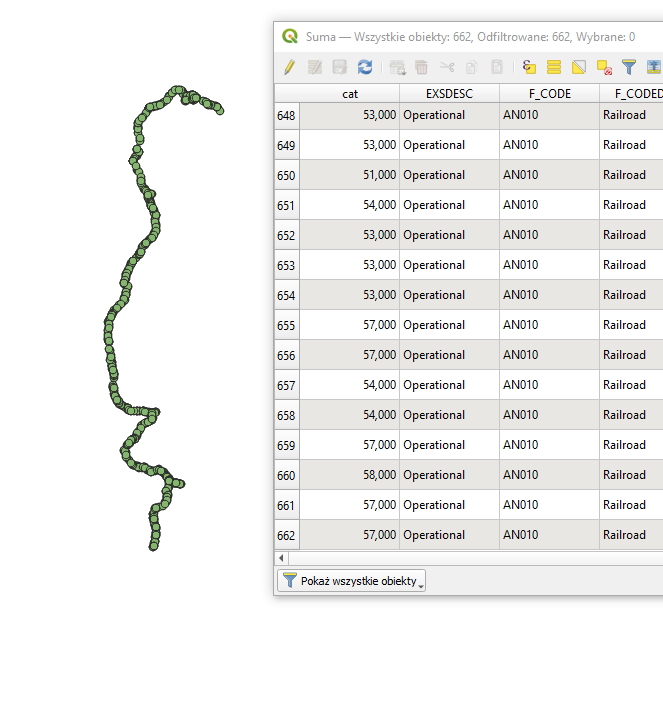 Suma — Wszystkie obiekty: 662, Odfiltrowane: 662, Wybrane: 0
cat EXSDESC F_CODE F_CODED
648 53,000 Operational AN010 Railroad
649 53,000 Operational AN010 Railroad
650 51,000 Operational AN010 Railroad
651 54,000 Operational AN010 Railroad
652 53,000 Operational AN010 Railroad
653 53,000 Operational AN010 Railroad
654 53,000 Operational AN010 Railroad
655 57,000 Operational AN010 Railroad
656 57,000 Operational AN010 Railroad
657 54,000 Operational AN010 Railroad
658 54,000 Operational AN010 Railroad
659 57,000 Operational AN010 Railroad
660 58,000 Operational AN010 Railroad
661 57,000 Operational AN010 Railroad
662 57,000 Operational AN010 Railroad
Pokaż wszystkie obiekty